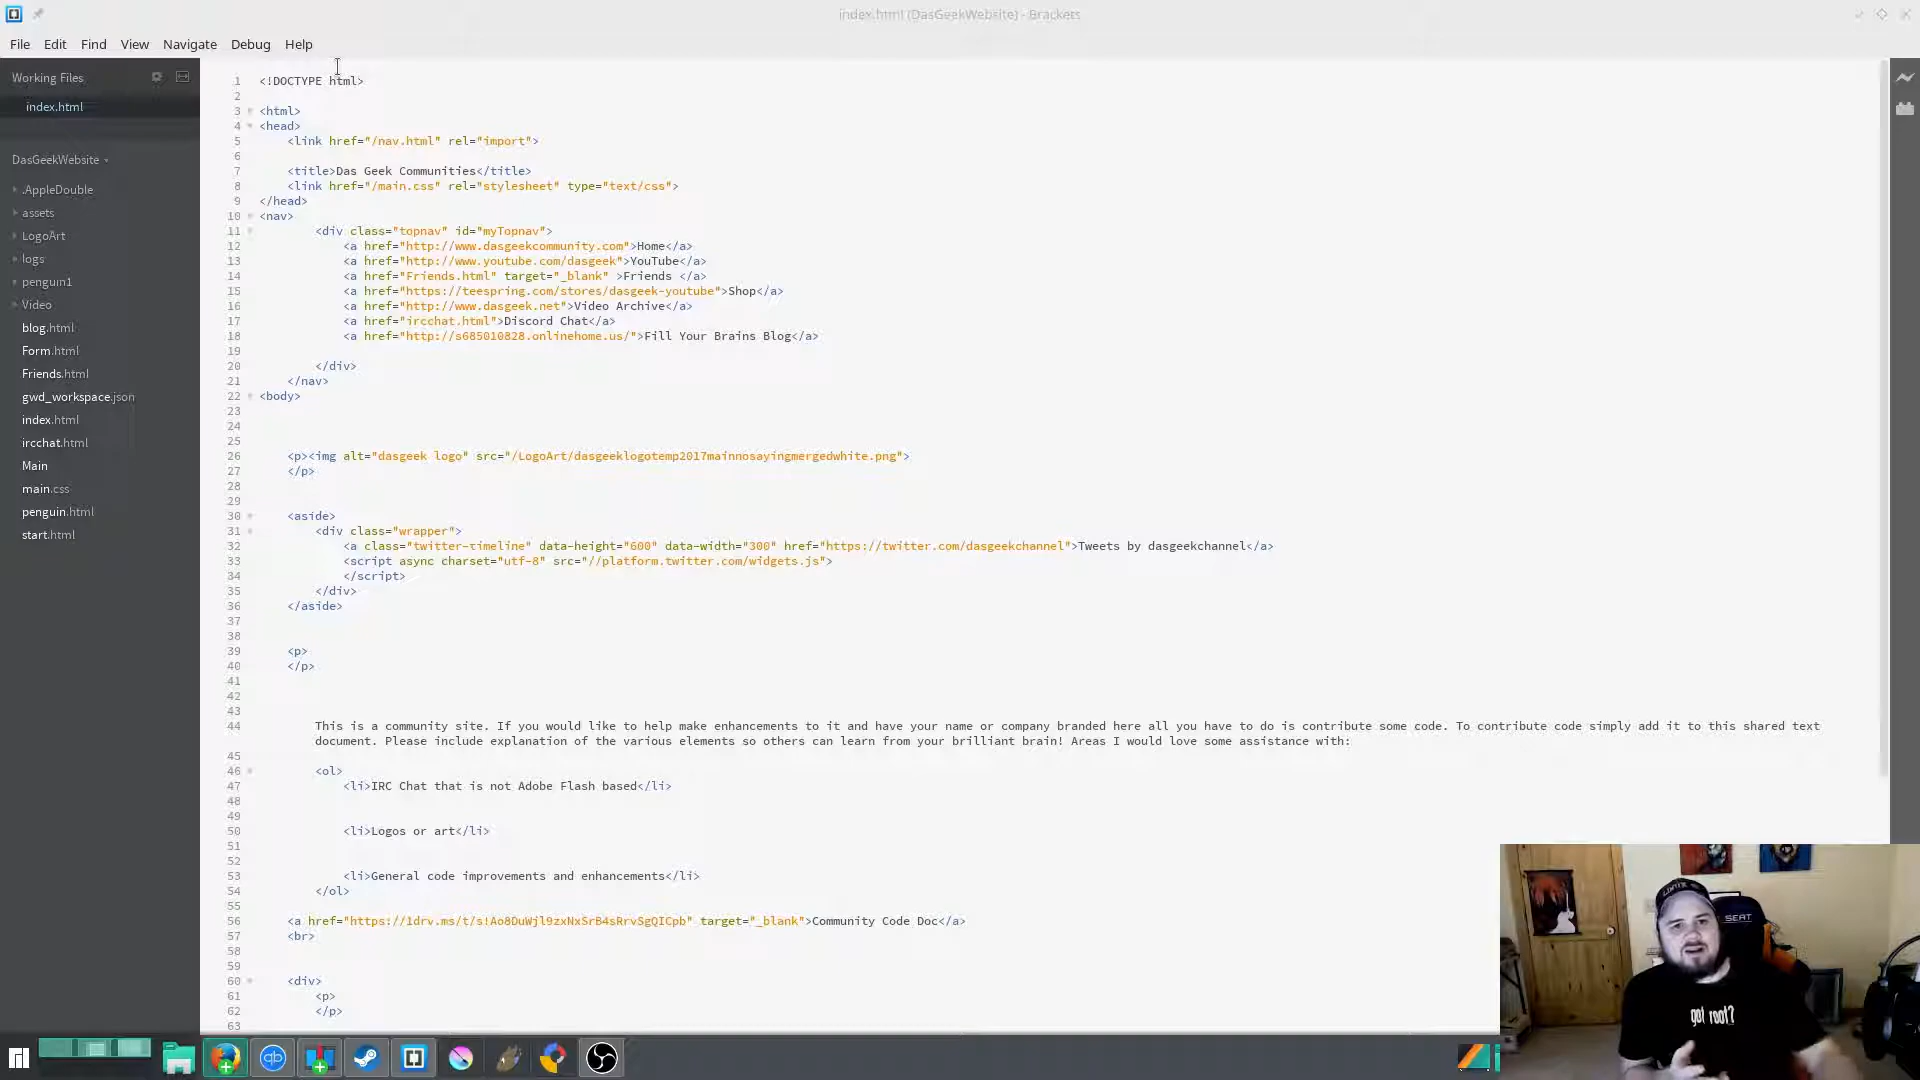 index.html (DasGeekWebsite) - Brackets
File Edit Find View Navigate Debug Help
Working Files
index.html
DasGeekWebsite
.AppleDouble
assets
LogoArt
logs
penguin1
Video
blog.html
Form.html
Friends.html
gwd_workspace.json
index.html
ircchat.html
Main
main.css
penguin.html
start.html
1 <!DOCTYPE html>
2
3 <html>
4 <head>
5 <link href="/nav.html" rel="import">
6
7 <title>Das Geek Communities</title>
8 <link href="/main.css" rel="stylesheet" type="text/css">
9 </head>
10 <nav>
11 <div class="topnav" id="myTopnav">
12 <a href="http://www.dasgeekcommunity.com">Home</a>
13 <a href="http://www.youtube.com/dasgeek">YouTube</a>
14 <a href="Friends.html" target="_blank" >Friends </a>
15 <a href="https://teespring.com/stores/dasgeek-youtube">Shop</a>
16 <a href="http://www.dasgeek.net">Video Archive</a>
17 <a href="ircchat.html">Discord Chat</a>
18 <a href="http://s685010828.onlinehome.us/">Fill Your Brains Blog</a>
19
20 </div>
21 </nav>
22 <body>
23
24
25
26 <p><img alt="dasgeek logo" src="/LogoArt/dasgeeklogotemp2017mainnosayingmergedwhite.png">
27 </p>
28
29
30 <aside>
31 <div class="wrapper">
32 <a class="twitter-timeline" data-height="600" data-width="300" href="https://twitter.com/dasgeekchannel">Tweets by dasgeekchannel</a>
33 <script async charset="utf-8" src="//platform.twitter.com/widgets.js">
34 </script>
35 </div>
36 </aside>
37
38
39 <p>
40 </p>
41
42
43
44 This is a community site. If you would like to help make enhancements to it and have your name or company branded here all you have to do is contribute some code. To contribute code simply add it to this shared text
document. Please include explanation of the various elements so others can learn from your brilliant brain! Areas I would love some assistance with:
45
46 <ol>
47 <li>IRC Chat that is not Adobe Flash based</li>
48
49
50 <li>Logos or art</li>
51
52
53 <li>General code improvements and enhancements</li>
54 </ol>
55
56 <a href="https://1drv.ms/t/s!Ao8DuWjl9zxNxSrB4sRrvSgQICpb" target="_blank">Community Code Doc</a>
57 <br>
58
59
60 <div>
61 <p>
62 </p>
63
SEAT
got root?